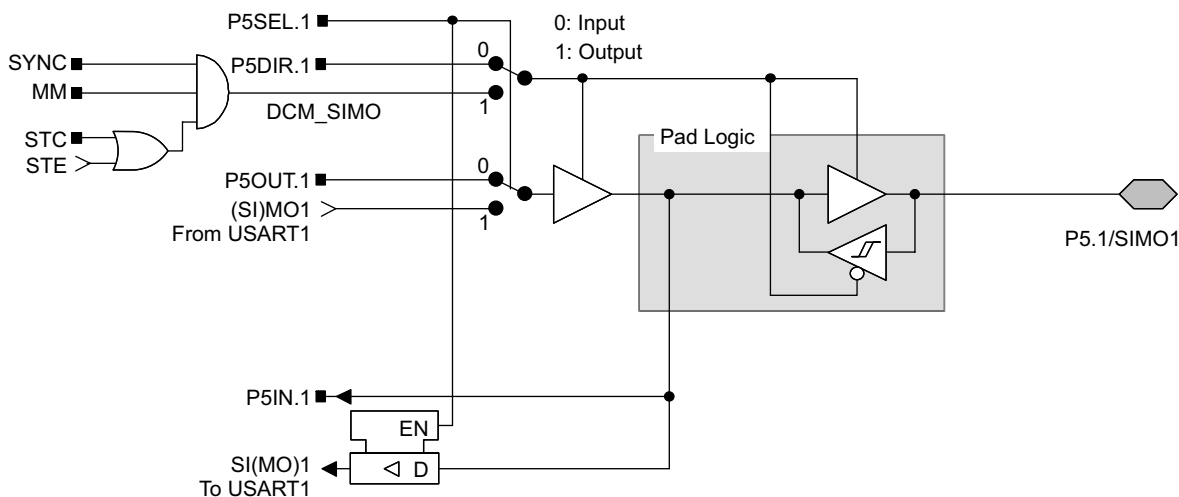 P5SEL.1
0: Input
1: Output
SYNC
P5DIR.1
0
MM
1
DCM_SIMO
STC
STE
Pad Logic
P5OUT.1
0
(SI)MO1
From USART1
1
P5.1/SIMO1
P5IN.1
EN
SI(MO)1
To USART1
D